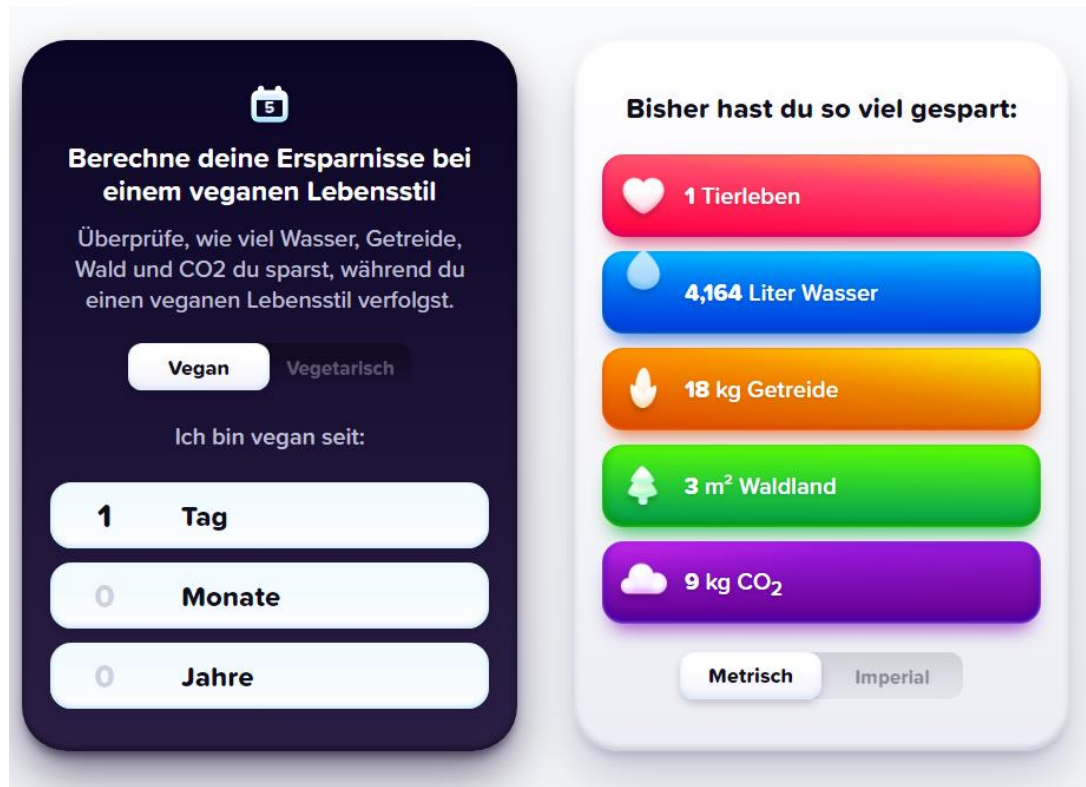 5
Berechne deine Ersparnisse bei
einem veganen Lebensstil
Überprüfe, wie viel Wasser, Getreide,
Wald und CO2 du sparst, während du
einen veganen Lebensstil verfolgst.
Vegan Vegetarisch
Ich bin vegan seit:
1 Tag
0 Monate
0 Jahre
Bisher hast du so viel gespart:
1 Tierleben
4,164 Liter Wasser
18 kg Getreide
3 m² Waldland
9 kg CO₂
Metrisch Imperial